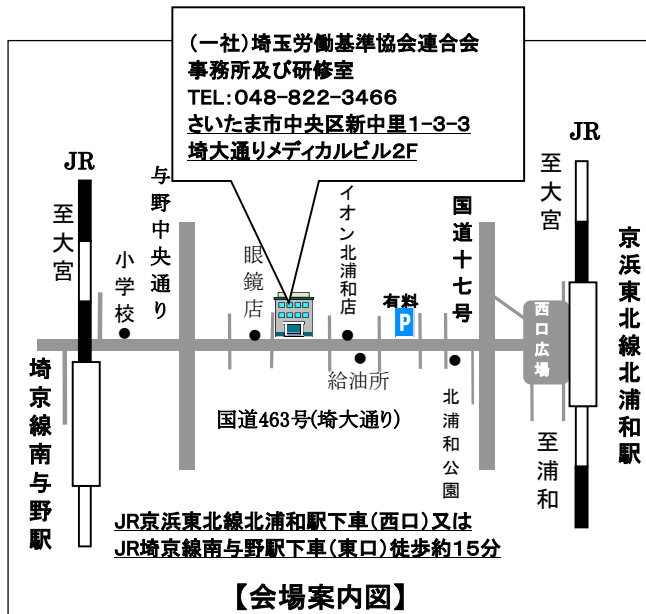 (一社)埼玉労働基準協会連合会
事務所及び研修室
TEL:048-822-3466
さいたま市中央区新中里1-3-3
埼大通りメディカルビル2F
JR
JR
至大宮
与野中央通り
小学校
眼鏡店
イオン北浦和店
有料
P
国道十七号
至大宮
西口広場
京浜東北線北浦和駅
給油所
埼京線南与野駅
国道463号(埼大通り)
北浦和公園
至浦和
JR京浜東北線北浦和駅下車(西口)又は
JR埼京線南与野駅下車(東口)徒歩約15分
【会場案内図】